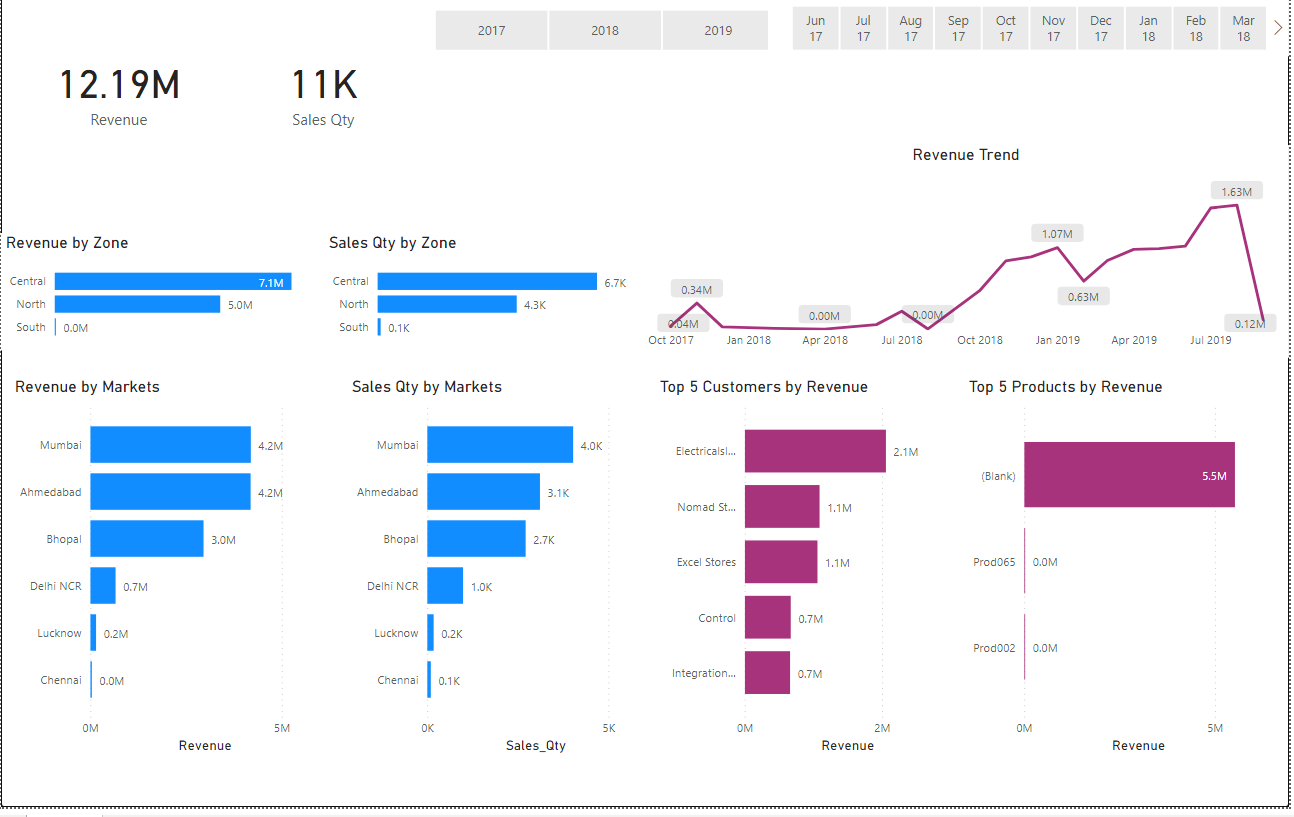 2017
2018
2019
Jun 17
Jul 17
Aug 17
Sep 17
Oct 17
Nov 17
Dec 17
Jan 18
Feb 18
Mar 18
12.19M
Revenue
11K
Sales Qty
Revenue Trend
1.63M
1.07M
0.34M
0.63M
0.00M
0.00M
0.04M
0.12M
Oct 2017
Jan 2018
Apr 2018
Jul 2018
Oct 2018
Jan 2019
Apr 2019
Jul 2019
Revenue by Zone
Central 7.1M
North 5.0M
South 0.0M
Sales Qty by Zone
Central 6.7K
North 4.3K
South 0.1K
Revenue by Markets
Mumbai 4.2M
Ahmedabad 4.2M
Bhopal 3.0M
Delhi NCR 0.7M
Lucknow 0.2M
Chennai 0.0M
0M 5M
Revenue
Sales Qty by Markets
Mumbai 4.0K
Ahmedabad 3.1K
Bhopal 2.7K
Delhi NCR 1.0K
Lucknow 0.2K
Chennai 0.1K
0K 5K
Sales_Qty
Top 5 Customers by Revenue
Electricalsl... 2.1M
Nomad St... 1.1M
Excel Stores 1.1M
Control 0.7M
Integration... 0.7M
0M 2M
Revenue
Top 5 Products by Revenue
(Blank) 5.5M
Prod065 0.0M
Prod002 0.0M
0M 5M
Revenue